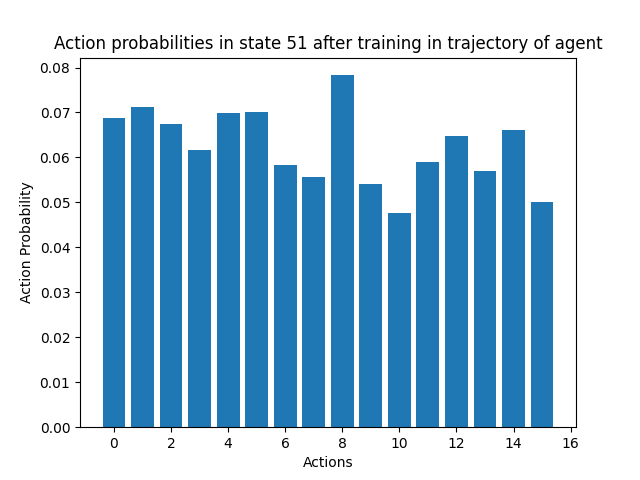 Action probabilities in state 51 after training in trajectory of agent
0.08
0.07
0.06
0.05
0.04
0.03
0.02
0.01
0.00
Action Probability
0 2 4 6 8 10 12 14 16
Actions